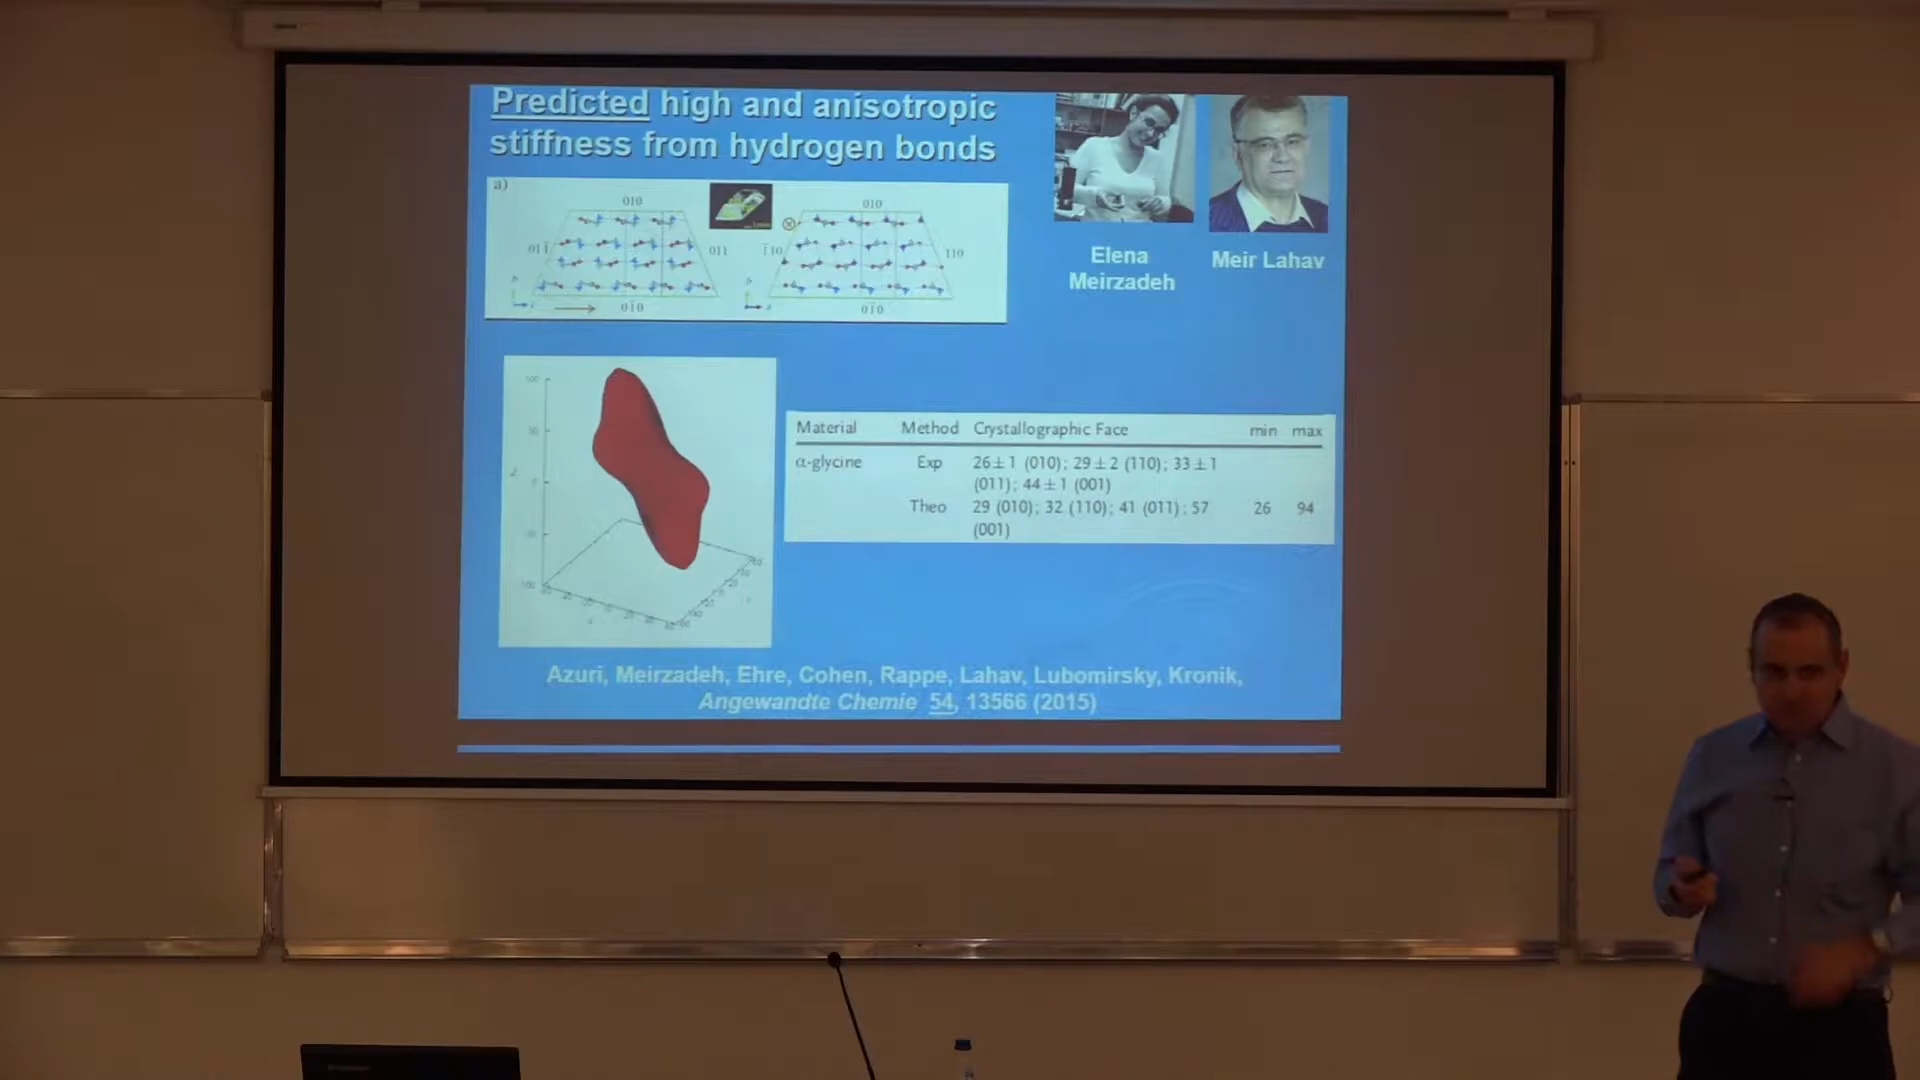 Predicted high and anisotropic
stiffness from hydrogen bonds
Elena
Meirzadeh
Meir Lahav
a)
010
010
011̄
011
1̄10
110
01̄0
01̄0
Material Method Crystallographic Face min max
α-glycine Exp 26±1 (010); 29±2 (110); 33±1
(011); 44±1 (001)
Theo 29 (010); 32 (110); 41 (011); 57 26 94
(001)
Azuri, Meirzadeh, Ehre, Cohen, Rappe, Lahav, Lubomirsky, Kronik,
Angewandte Chemie 54, 13566 (2015)